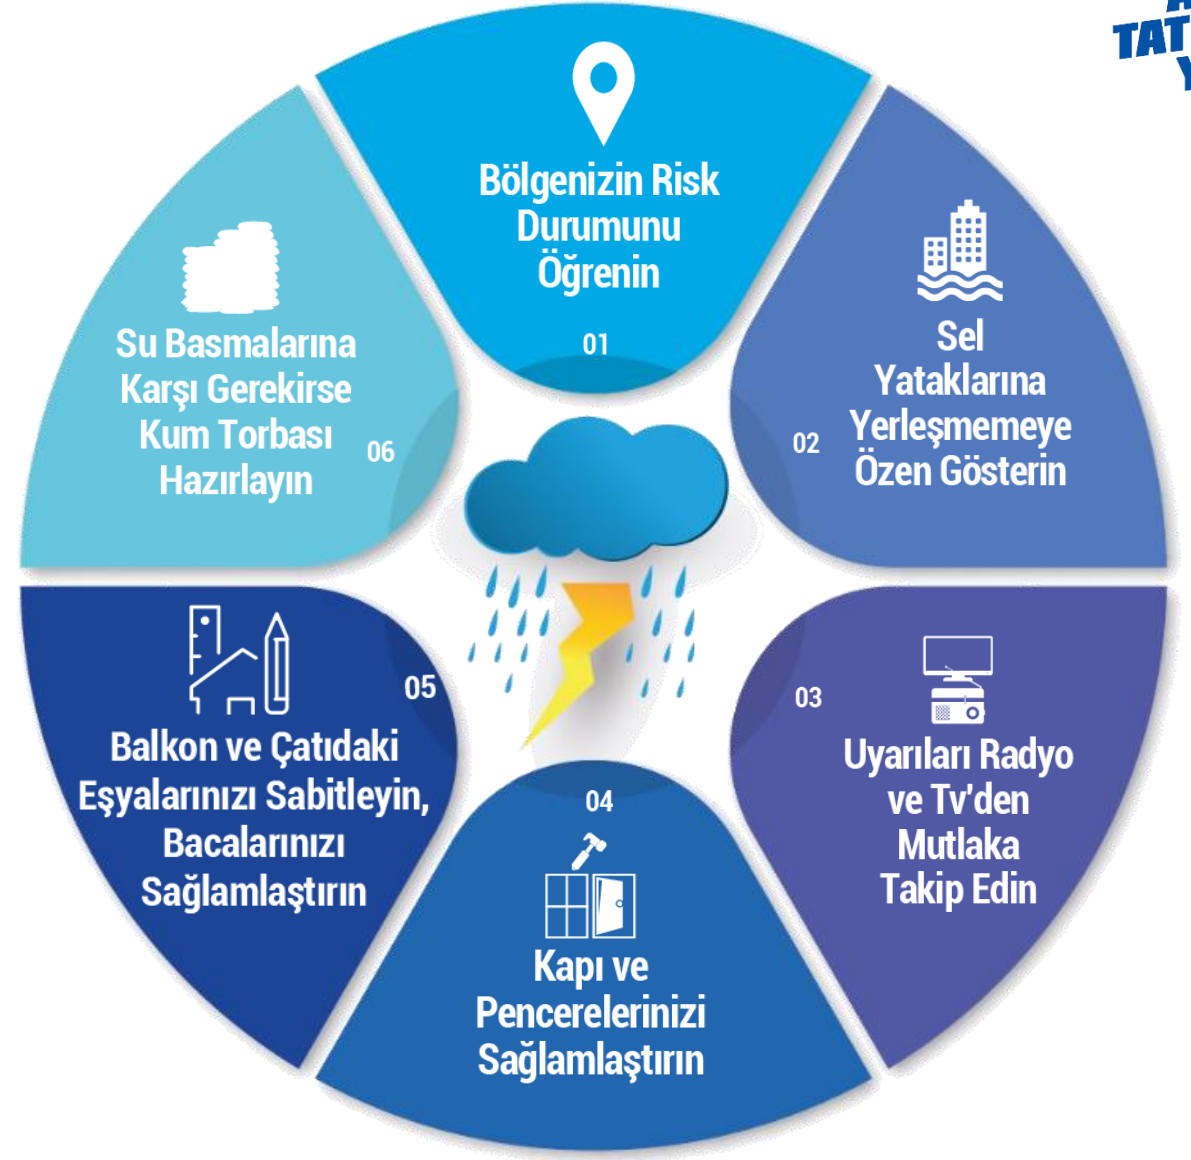 TAT
Bölgenizin Risk
Durumunu
Öğrenin
01
Sel
Yataklarına
Yerleşmemeye
Özen Gösterin
02
03
Uyarıları Radyo
ve Tv'den
Mutlaka
Takip Edin
04
Kapı ve
Pencerelerinizi
Sağlamlaştırın
05
Balkon ve Çatıdaki
Eşyalarınızı Sabitleyin,
Bacalarınızı
Sağlamlaştırın
Su Basmalarına
Karşı Gerekirse
Kum Torbası
Hazırlayın
06